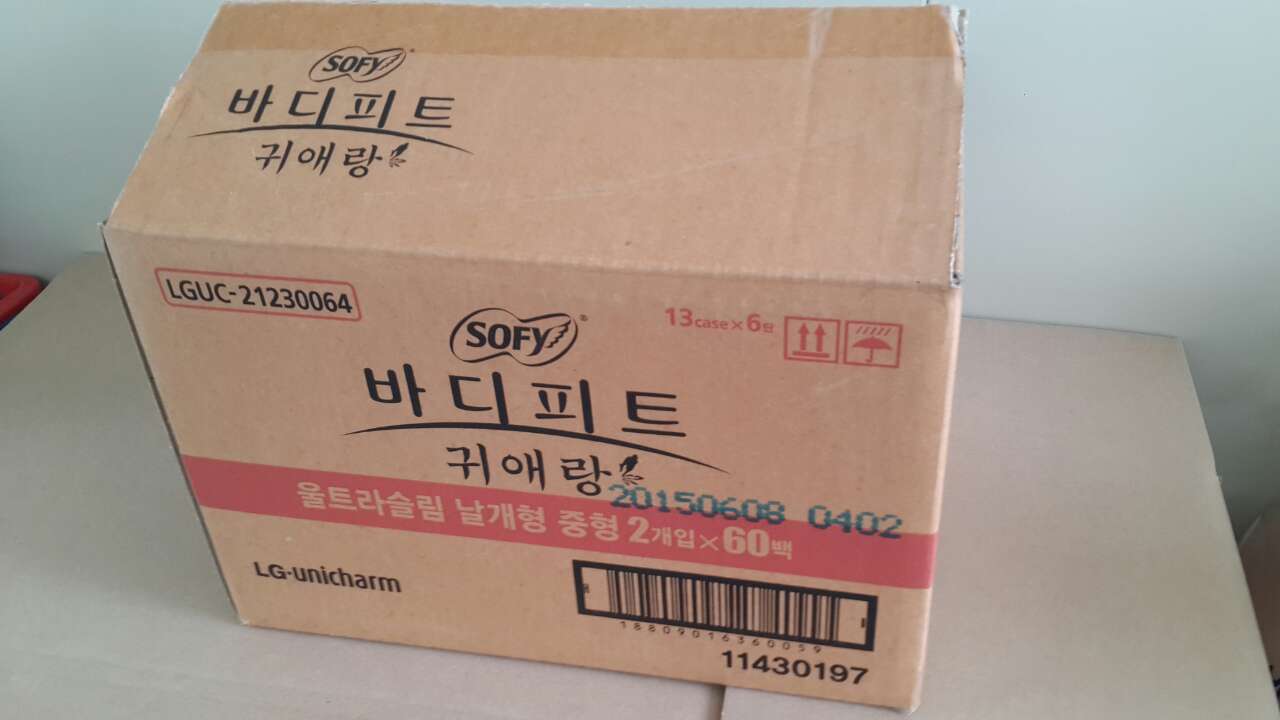 SOFY
바디피트
귀애랑
LGUC-21230064
13case×6단
SOFY®
바디피트
귀애랑
20150608 0402
울트라슬림 날개형 중형 2개입×60백
LG-unicharm
18809016360059
11430197